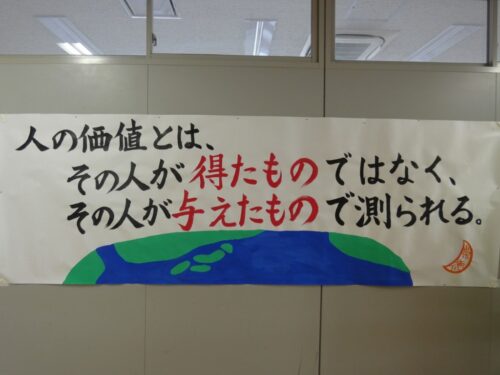 人の価値とは、
その人が得たものではなく、
その人が与えたもので測られる。